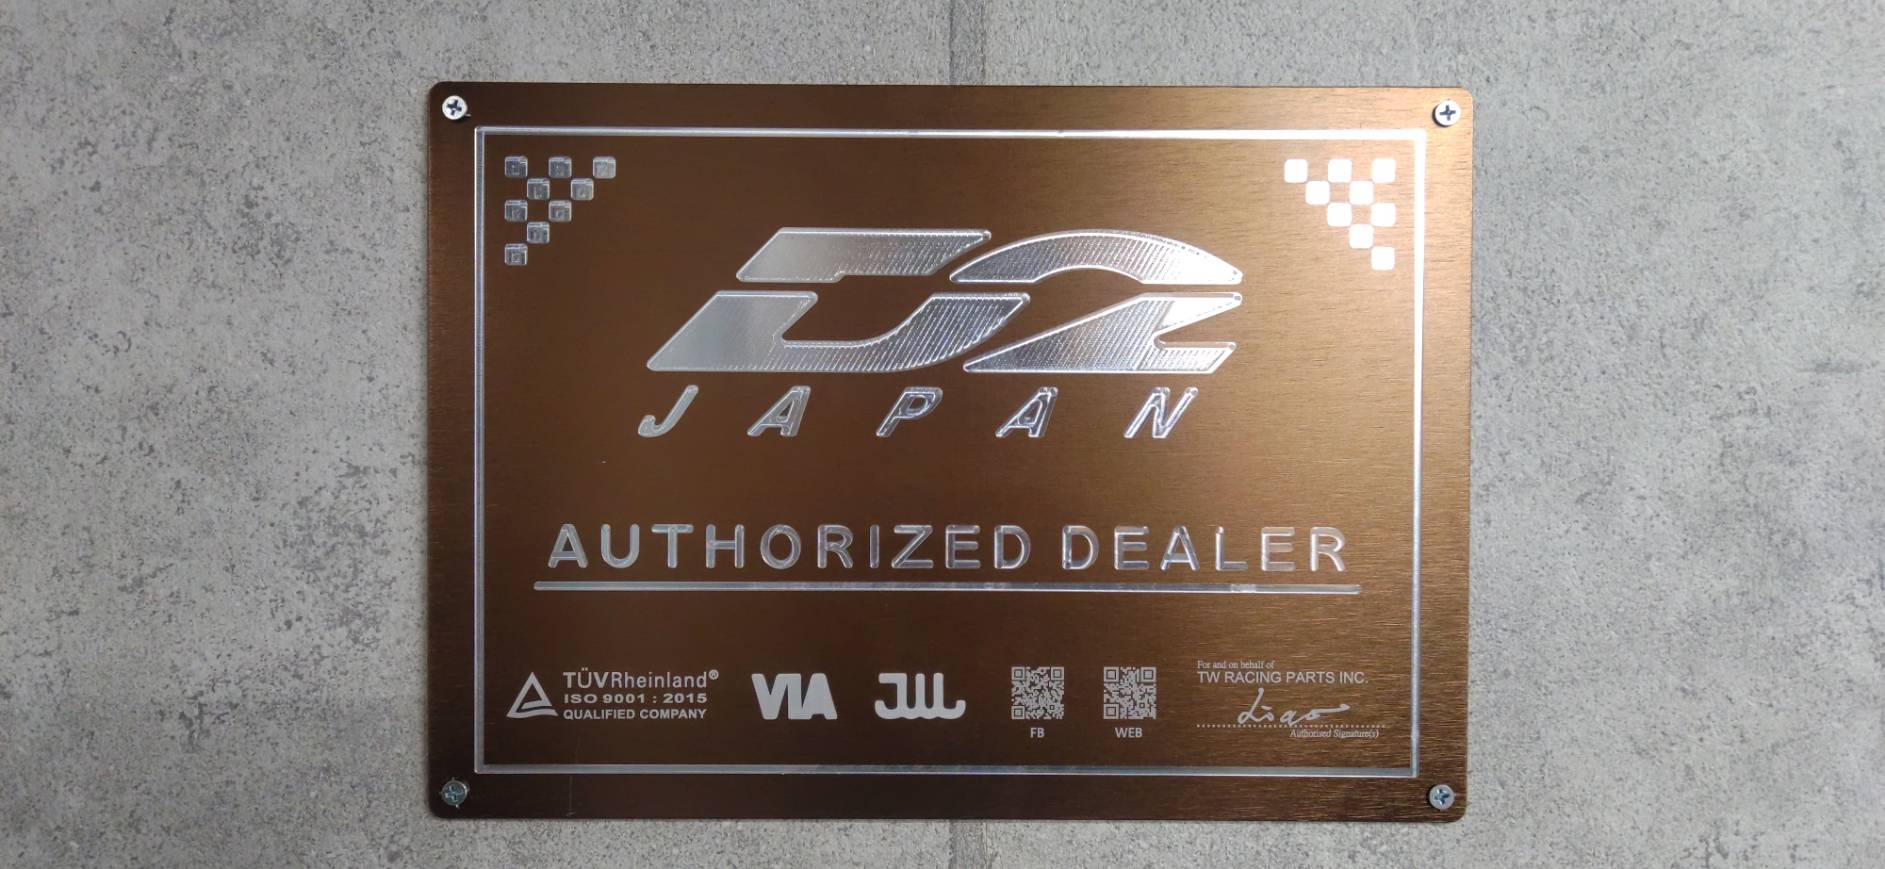 D2
JAPAN
AUTHORIZED DEALER
TÜVRheinland®
ISO 9001 : 2015
QUALIFIED COMPANY
VIA
JWL
FB
WEB
For and on behalf of
TW RACING PARTS INC.
Liao
Authorised Signature(s)